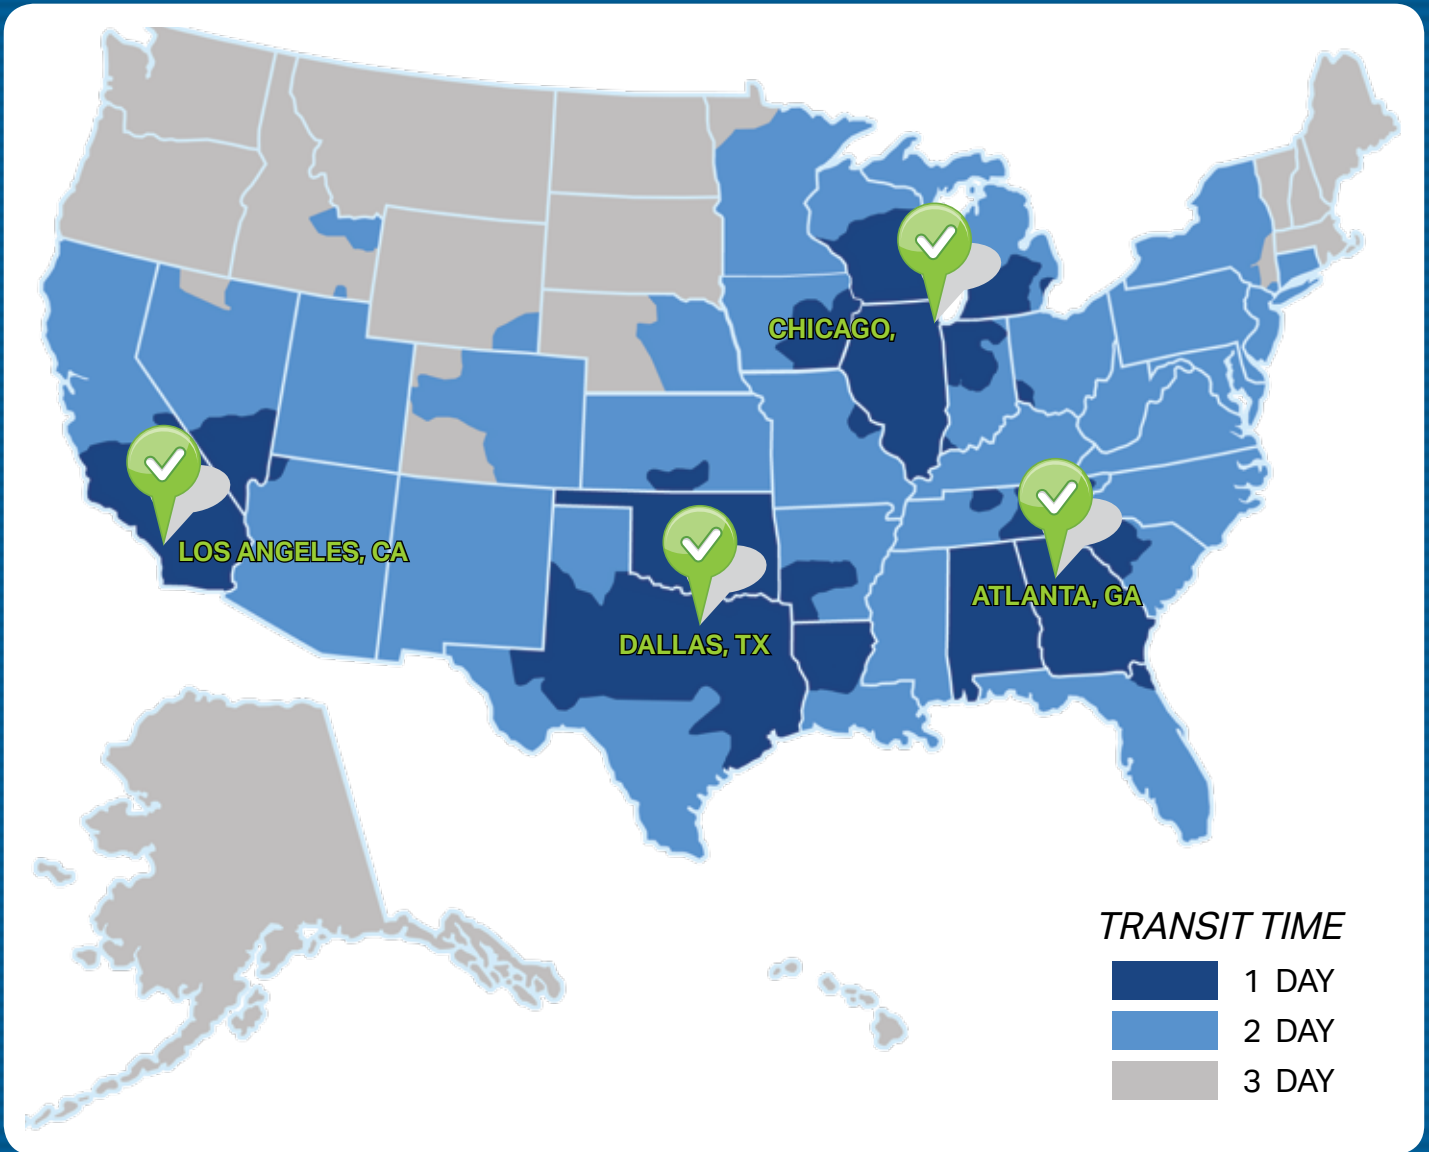 CHICAGO,
LOS ANGELES, CA
ATLANTA, GA
DALLAS, TX
TRANSIT TIME
1 DAY
2 DAY
3 DAY